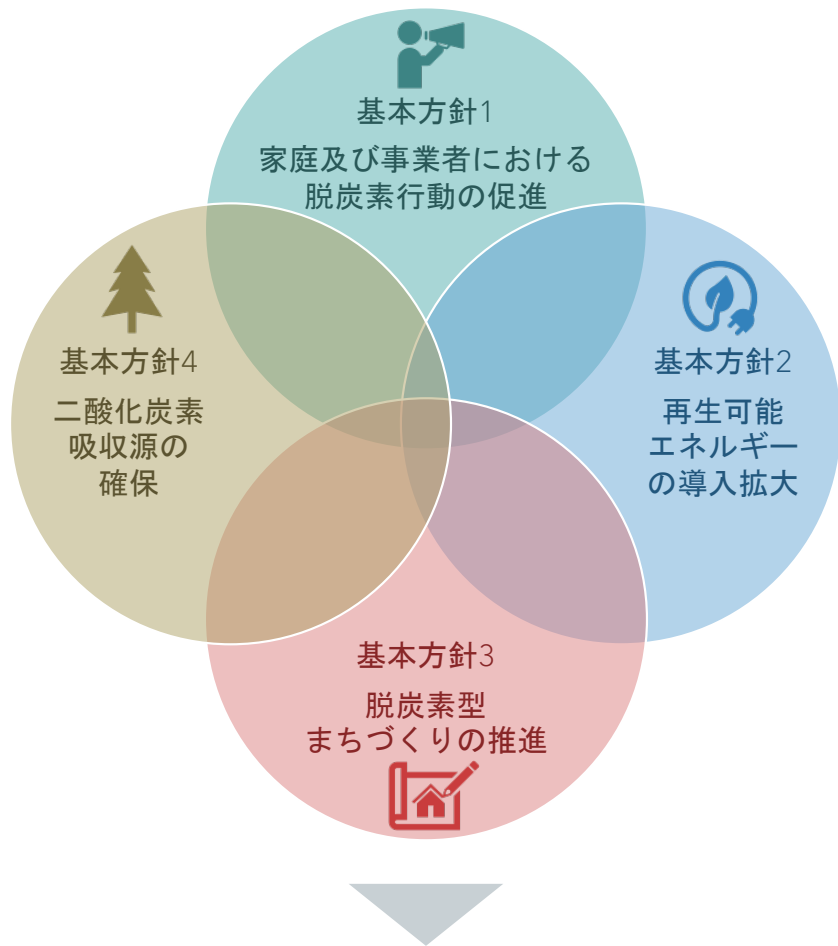 基本方針1
家庭及び事業者における
脱炭素行動の促進
基本方針4
二酸化炭素
吸収源の
確保
基本方針2
再生可能
エネルギー
の導入拡大
基本方針3
脱炭素型
まちづくりの推進